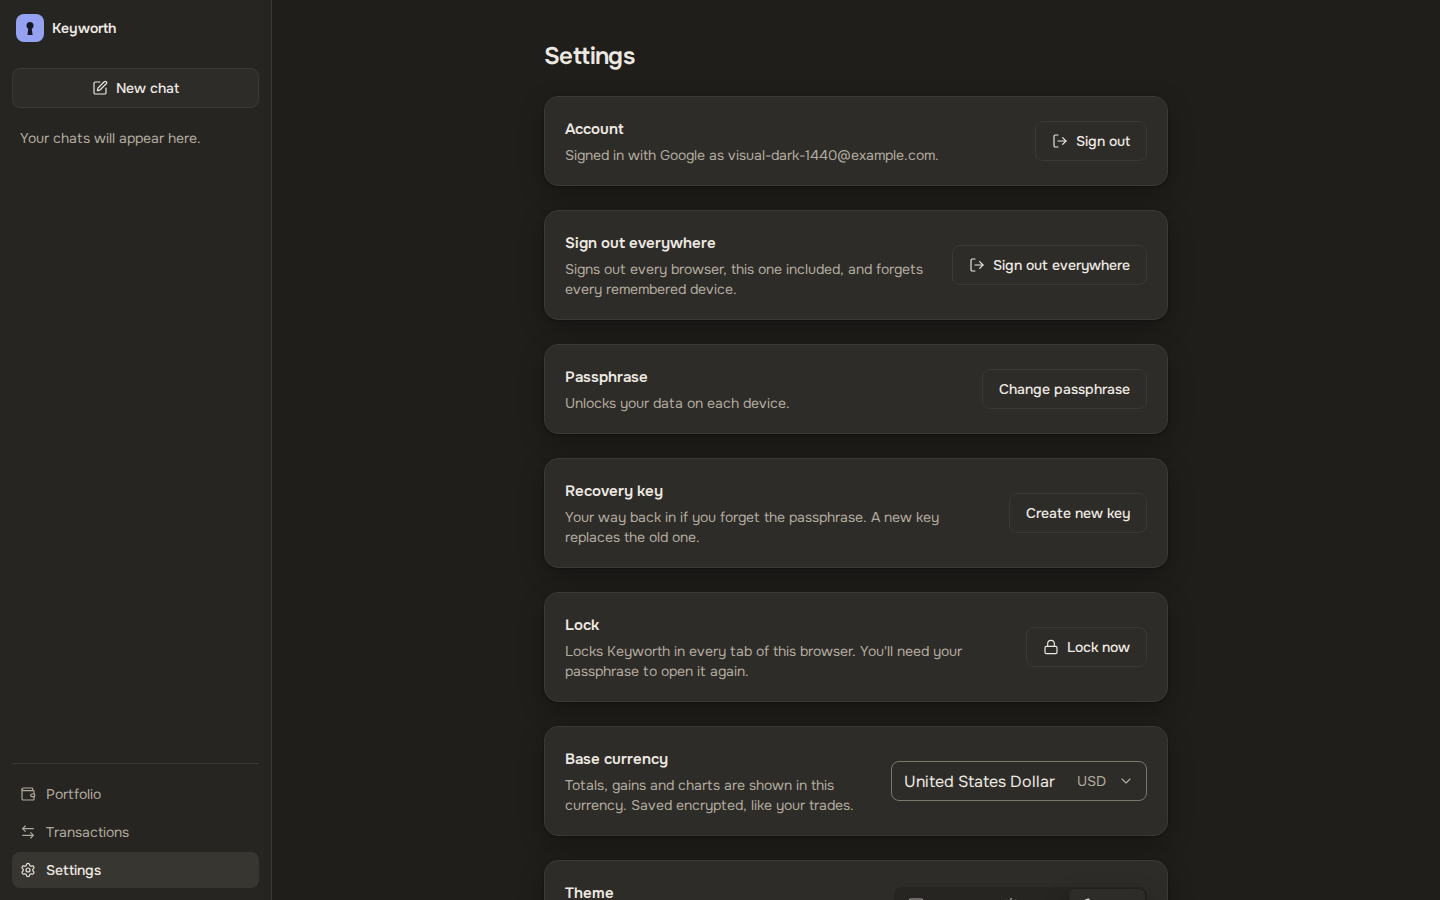 Keyworth
New chat
Your chats will appear here.
Portfolio
Transactions
Settings
Settings
Account
Signed in with Google as visual-dark-1440@example.com.
Sign out
Sign out everywhere
Signs out every browser, this one included, and forgets
every remembered device.
Sign out everywhere
Passphrase
Unlocks your data on each device.
Change passphrase
Recovery key
Your way back in if you forget the passphrase. A new key
replaces the old one.
Create new key
Lock
Locks Keyworth in every tab of this browser. You'll need your
passphrase to open it again.
Lock now
Base currency
Totals, gains and charts are shown in this
currency. Saved encrypted, like your trades.
United States Dollar USD
Theme